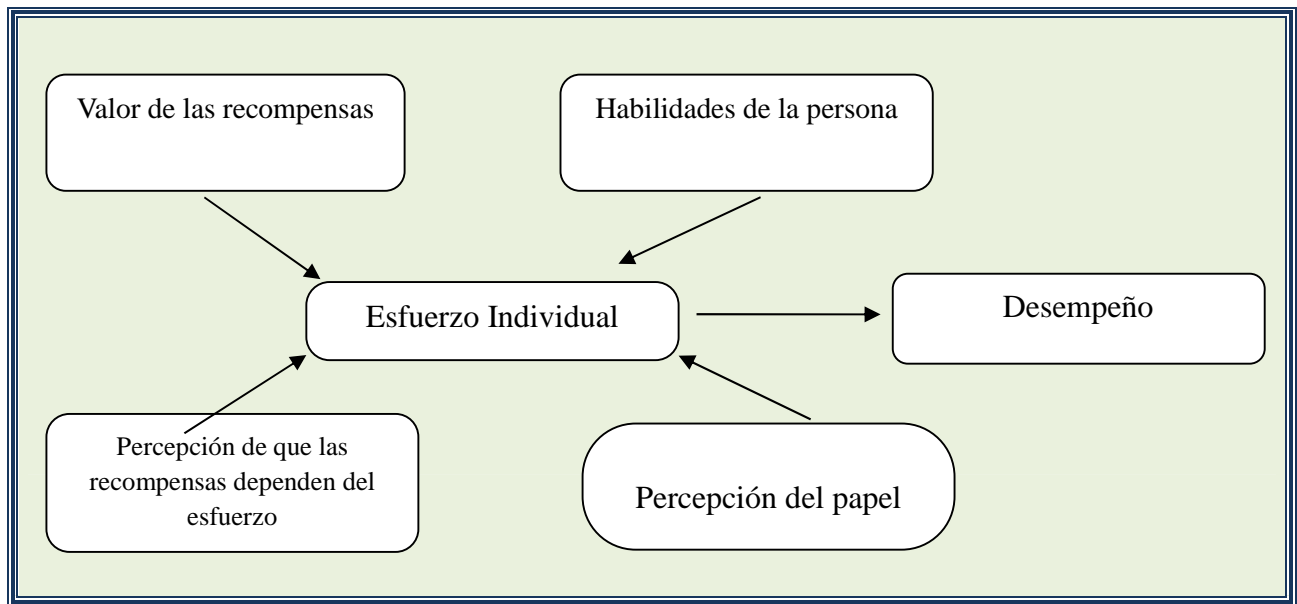 Valor de las recompensas
Habilidades de la persona
Esfuerzo Individual
Desempeño
Percepción de que las
recompensas dependen del
esfuerzo
Percepción del papel